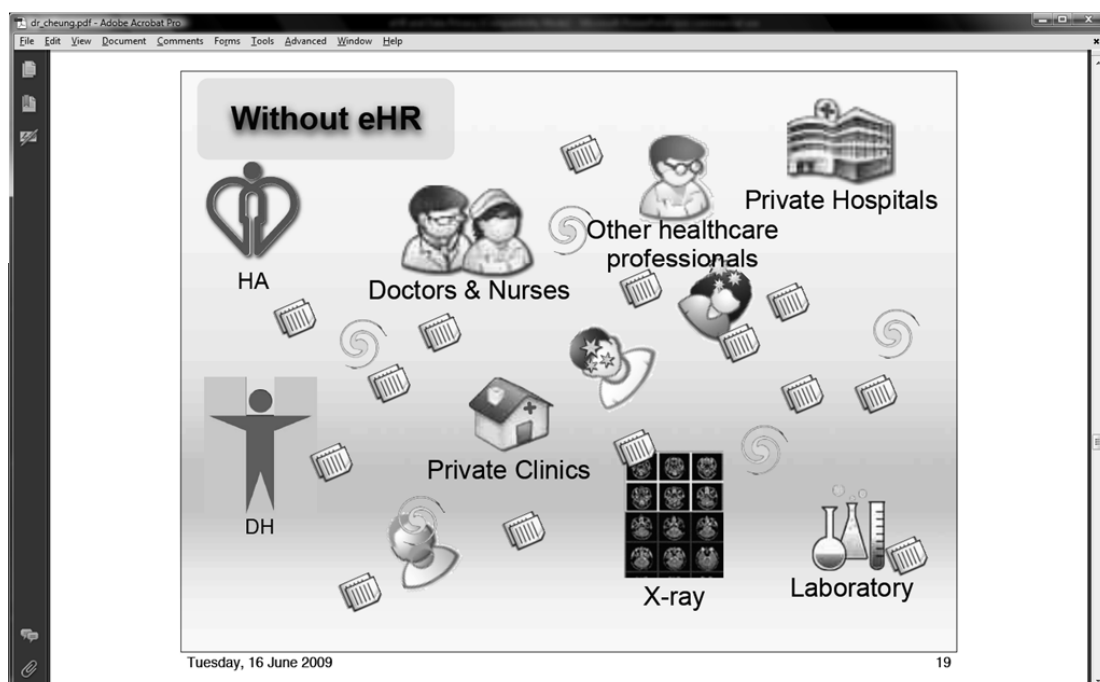 dr_cheung.pdf - Adobe Acrobat Pro
File Edit View Document Comments Forms Tools Advanced Window Help
Without eHR
Private Hospitals
Other healthcare
professionals
HA
Doctors & Nurses
Private Clinics
DH
X-ray
Laboratory
Tuesday, 16 June 2009
19